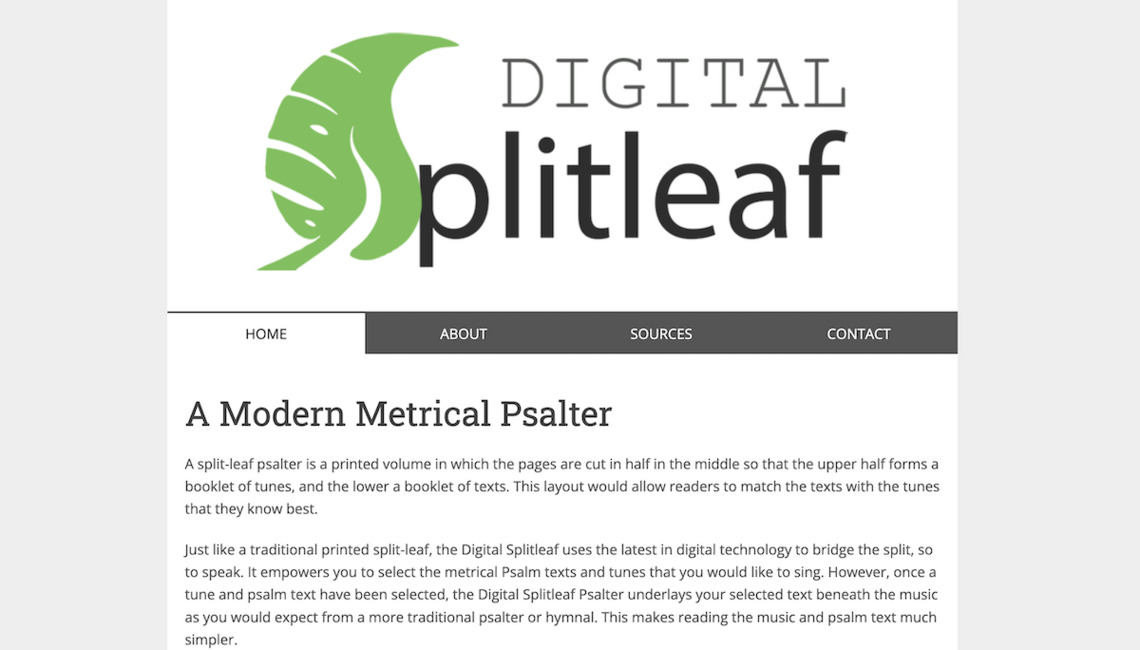 DIGITAL
Splitleaf
HOME ABOUT SOURCES CONTACT
A Modern Metrical Psalter
A split-leaf psalter is a printed volume in which the pages are cut in half in the middle so that the upper half forms a
booklet of tunes, and the lower a booklet of texts. This layout would allow readers to match the texts with the tunes
that they know best.
Just like a traditional printed split-leaf, the Digital Splitleaf uses the latest in digital technology to bridge the split, so
to speak. It empowers you to select the metrical Psalm texts and tunes that you would like to sing. However, once a
tune and psalm text have been selected, the Digital Splitleaf Psalter underlays your selected text beneath the music
as you would expect from a more traditional psalter or hymnal. This makes reading the music and psalm text much
simpler.